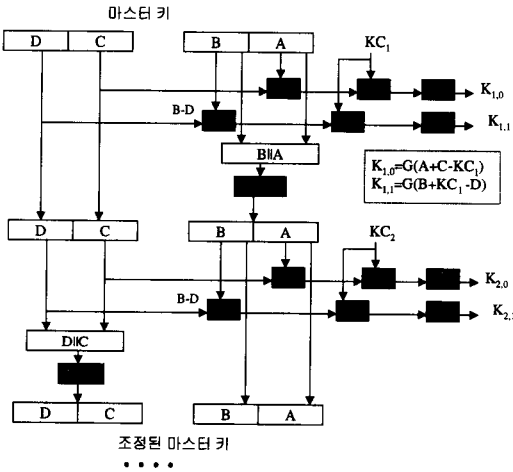 마스터 키
D C B A KC₁
K₁,₀
B-D
K₁,₁
B∥A
K₁,₀=G(A+C-KC₁)
K₁,₁=G(B+KC₁-D)
D C B A KC₂
K₂,₀
B-D
K₂,
D∥C
D C B A
조정된 마스터 키
• • • •